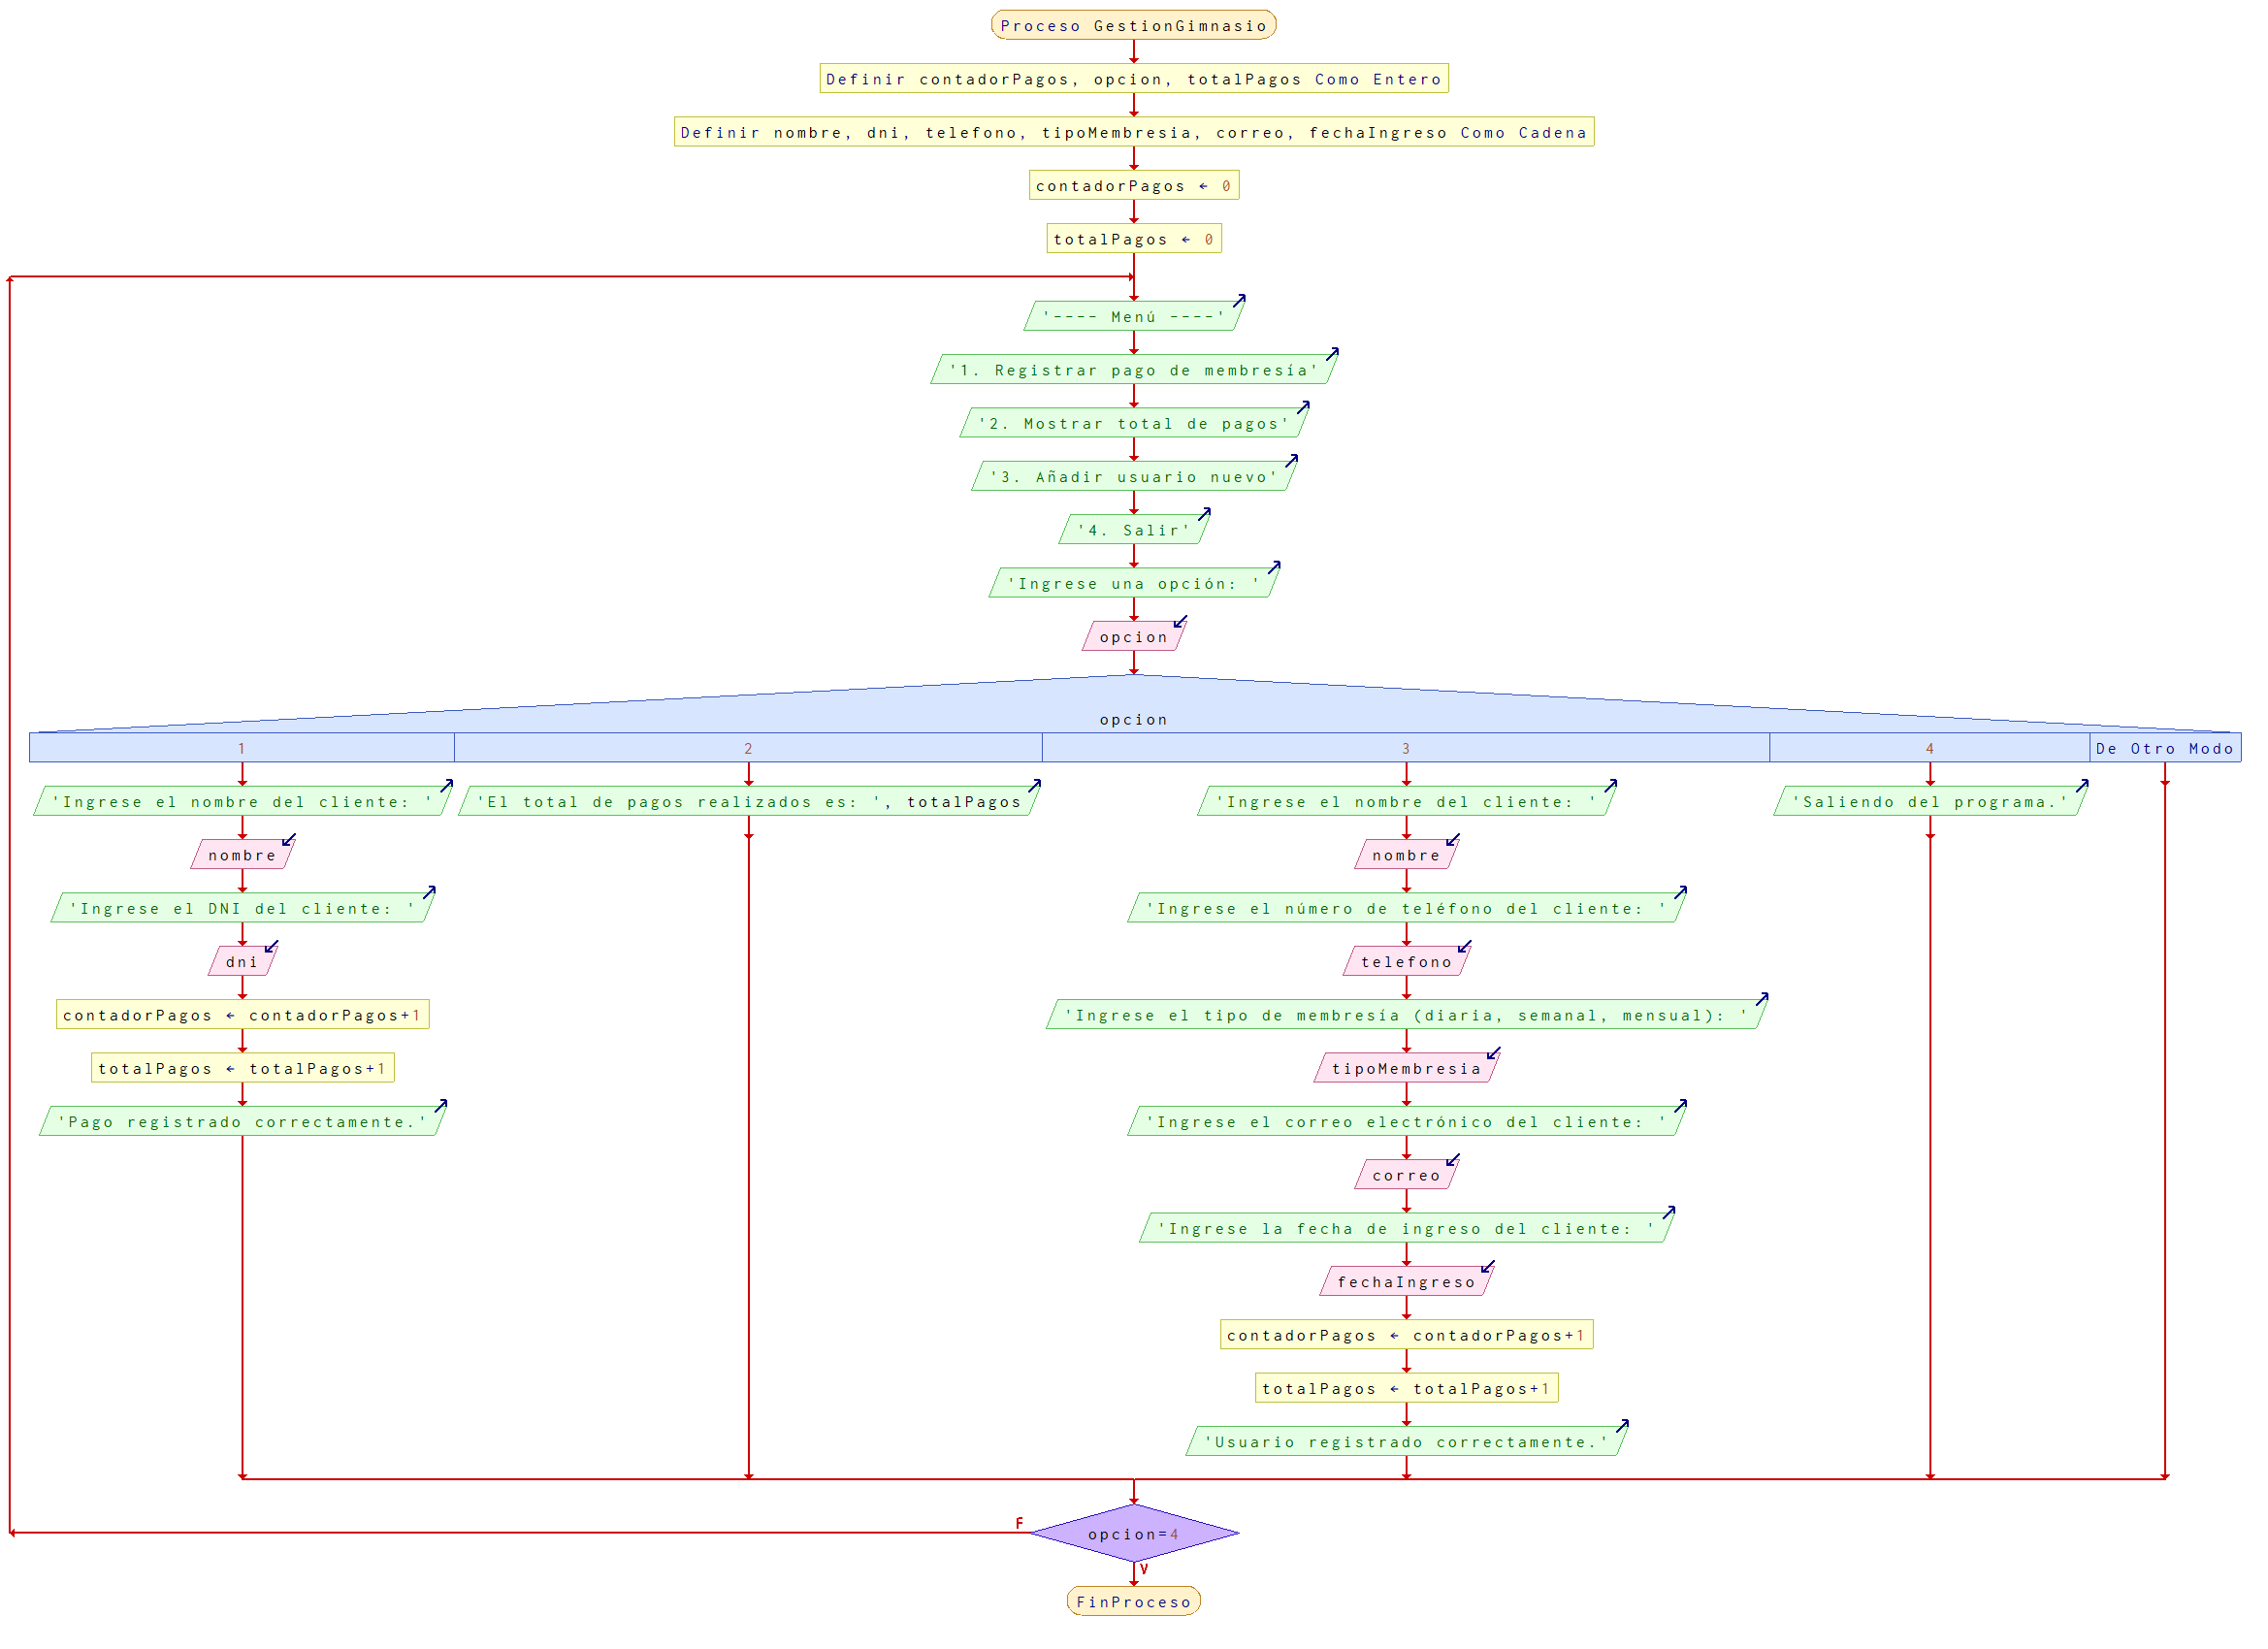 Proceso GestionGimnasio
Definir contadorPagos, opcion, totalPagos Como Entero
Definir nombre, dni, telefono, tipoMembresia, correo, fechaIngreso Como Cadena
contadorPagos ← 0
totalPagos ← 0
'---- Menú ----'
'1. Registrar pago de membresía'
'2. Mostrar total de pagos'
'3. Añadir usuario nuevo'
'4. Salir'
'Ingrese una opción: '
opcion
opcion
1
2
3
4
De Otro Modo
'Ingrese el nombre del cliente: '
nombre
'Ingrese el DNI del cliente: '
dni
contadorPagos ← contadorPagos+1
totalPagos ← totalPagos+1
'Pago registrado correctamente.'
'El total de pagos realizados es: ', totalPagos
'Ingrese el nombre del cliente: '
nombre
'Ingrese el número de teléfono del cliente: '
telefono
'Ingrese el tipo de membresía (diaria, semanal, mensual): '
tipoMembresia
'Ingrese el correo electrónico del cliente: '
correo
'Ingrese la fecha de ingreso del cliente: '
fechaIngreso
contadorPagos ← contadorPagos+1
totalPagos ← totalPagos+1
'Usuario registrado correctamente.'
'Saliendo del programa.'
F
opcion=4
V
FinProceso